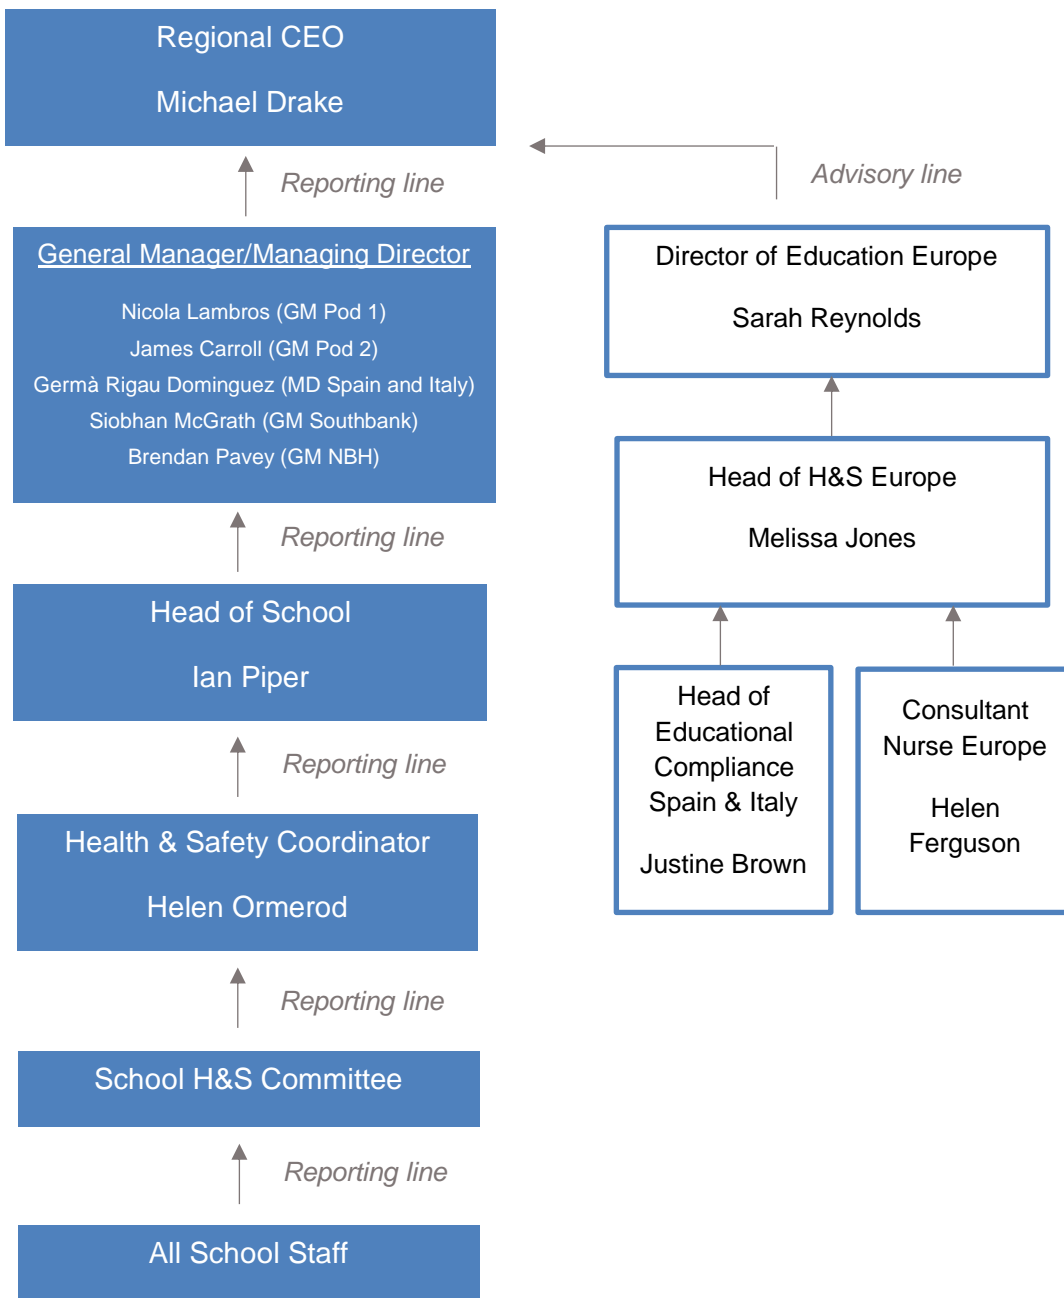 Regional CEO
Michael Drake
Reporting line
General Manager/Managing Director
Nicola Lambros (GM Pod 1)
James Carroll (GM Pod 2)
Germà Rigau Dominguez (MD Spain and Italy)
Siobhan McGrath (GM Southbank)
Brendan Pavey (GM NBH)
Reporting line
Head of School
Ian Piper
Reporting line
Health & Safety Coordinator
Helen Ormerod
Reporting line
School H&S Committee
Reporting line
All School Staff
Advisory line
Director of Education Europe
Sarah Reynolds
Head of H&S Europe
Melissa Jones
Head of
Educational
Compliance
Spain & Italy
Justine Brown
Consultant
Nurse Europe
Helen
Ferguson